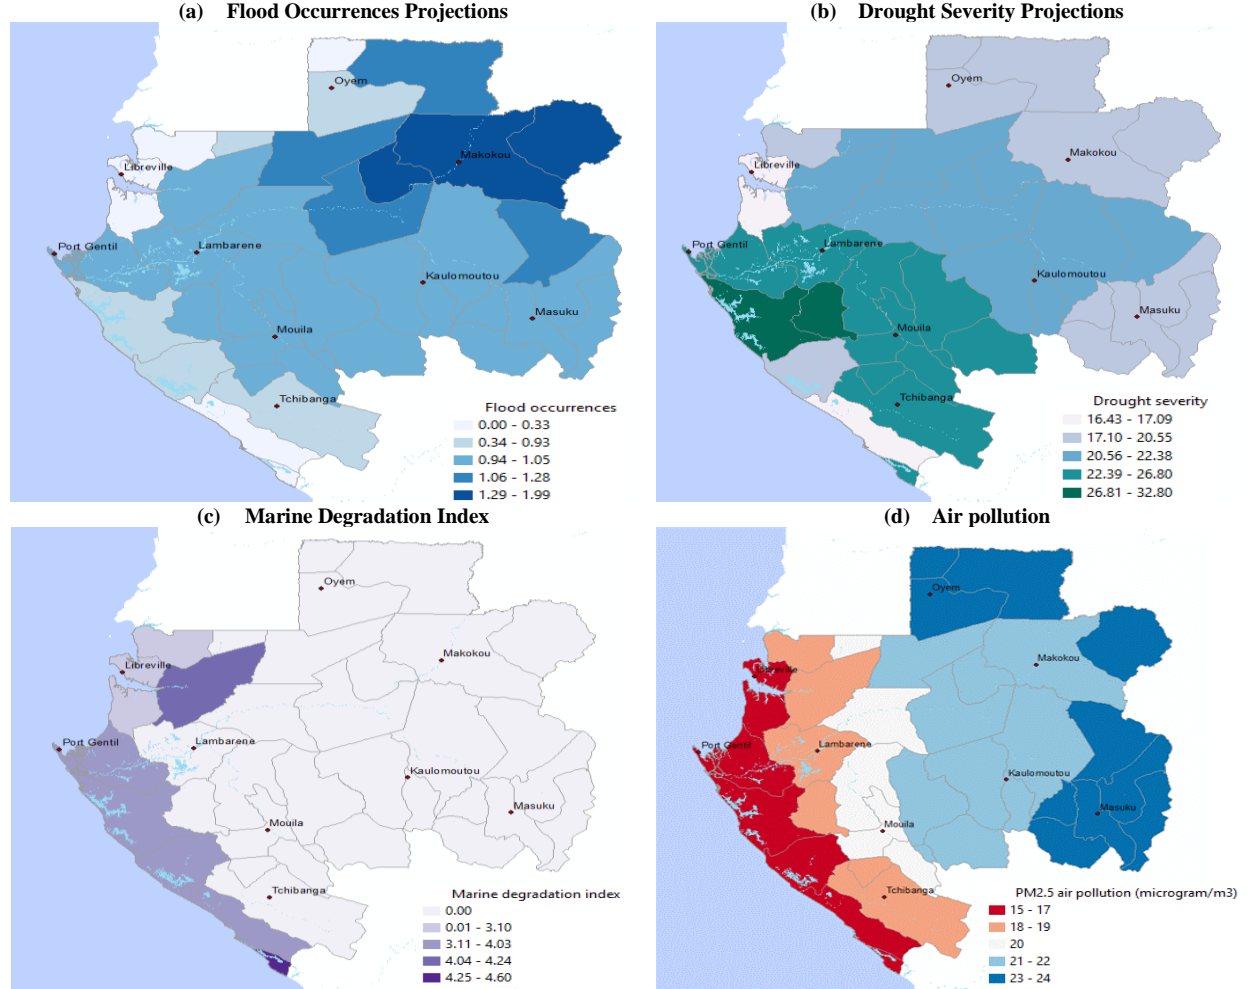 (a) Flood Occurrences Projections
Oyem
Libreville
Makokou
Port Gentil
Lambarene
Kaulomoutou
Masuku
Mouila
Tchibanga
Flood occurrences
0.00 - 0.33
0.34 - 0.93
0.94 - 1.05
1.06 - 1.28
1.29 - 1.99
(b) Drought Severity Projections
Oyem
Libreville
Makokou
Port Gentil
Lambarene
Kaulomoutou
Masuku
Mouila
Tchibanga
Drought severity
16.43 - 17.09
17.10 - 20.55
20.56 - 22.38
22.39 - 26.80
26.81 - 32.80
(c) Marine Degradation Index
Oyem
Libreville
Makokou
Port Gentil
Lambarene
Kaulomoutou
Masuku
Mouila
Tchibanga
Marine degradation index
0.00
0.01 - 3.10
3.11 - 4.03
4.04 - 4.24
4.25 - 4.60
(d) Air pollution
Oyem
Libreville
Makokou
Port Gentil
Lambarene
Kaulomoutou
Masuku
Mouila
Tchibanga
PM2.5 air pollution (microgram/m3)
15 - 17
18 - 19
20
21 - 22
23 - 24